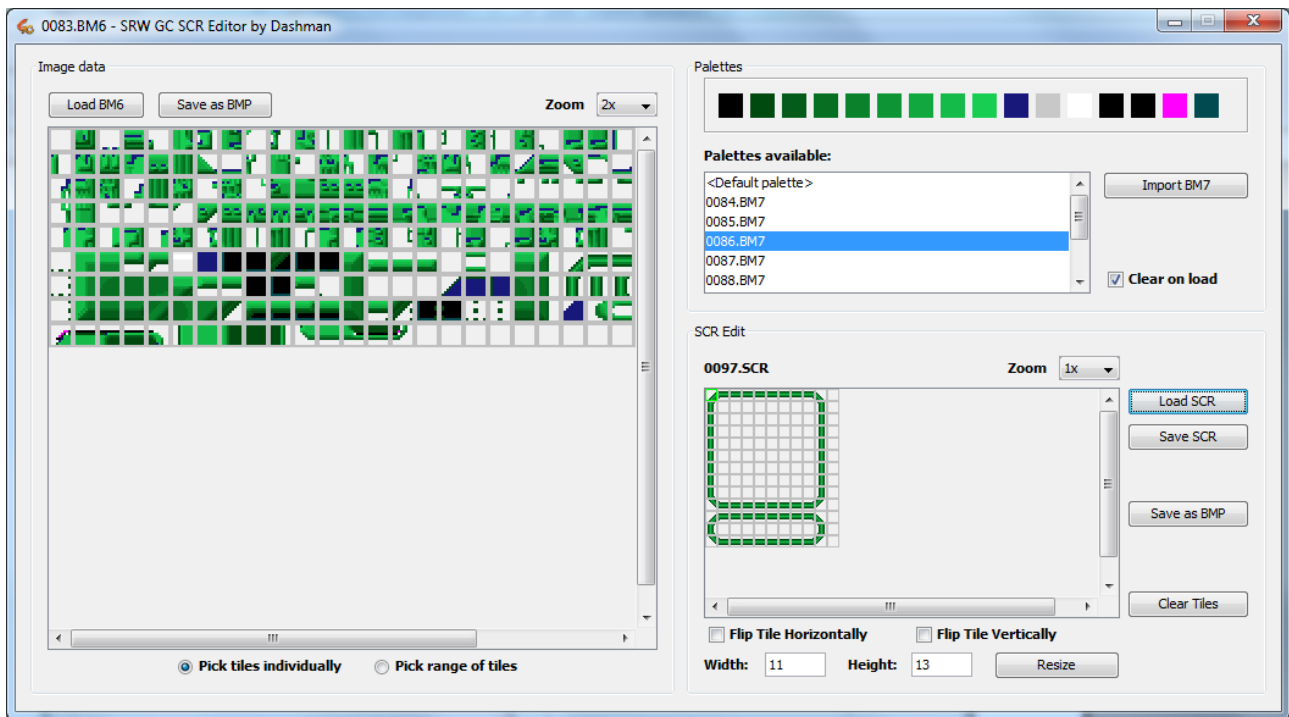 0083.BM6 - SRW GC SCR Editor by Dashman
Image data
Load BM6
Save as BMP
Zoom
2x
Pick tiles individually
Pick range of tiles
Palettes
Palettes available:
<Default palette>
0084.BM7
0085.BM7
0086.BM7
0087.BM7
0088.BM7
Import BM7
Clear on load
SCR Edit
0097.SCR
Zoom
1x
Load SCR
Save SCR
Save as BMP
Clear Tiles
Flip Tile Horizontally
Flip Tile Vertically
Width: 11 Height: 13 Resize